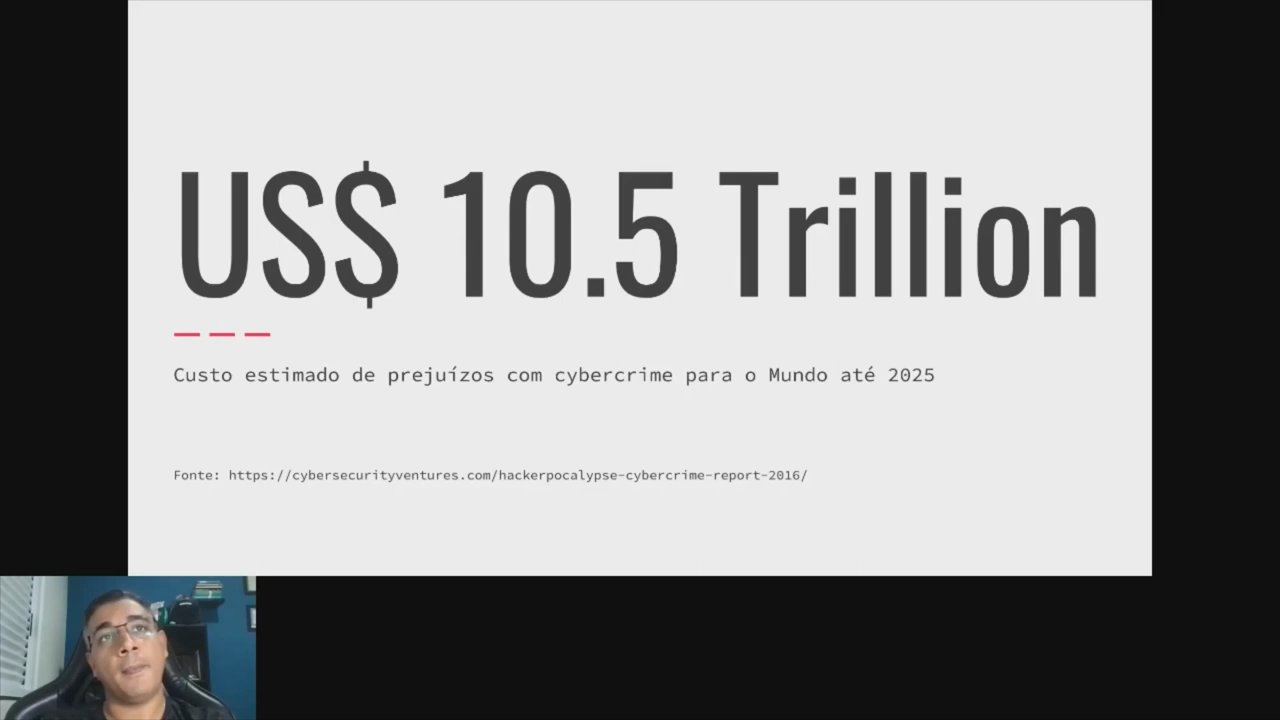 US$ 10.5 Trillion
Custo estimado de prejuízos com cybercrime para o Mundo até 2025
Fonte: https://cybersecurityventures.com/hackerpocalypse-cybercrime-report-2016/